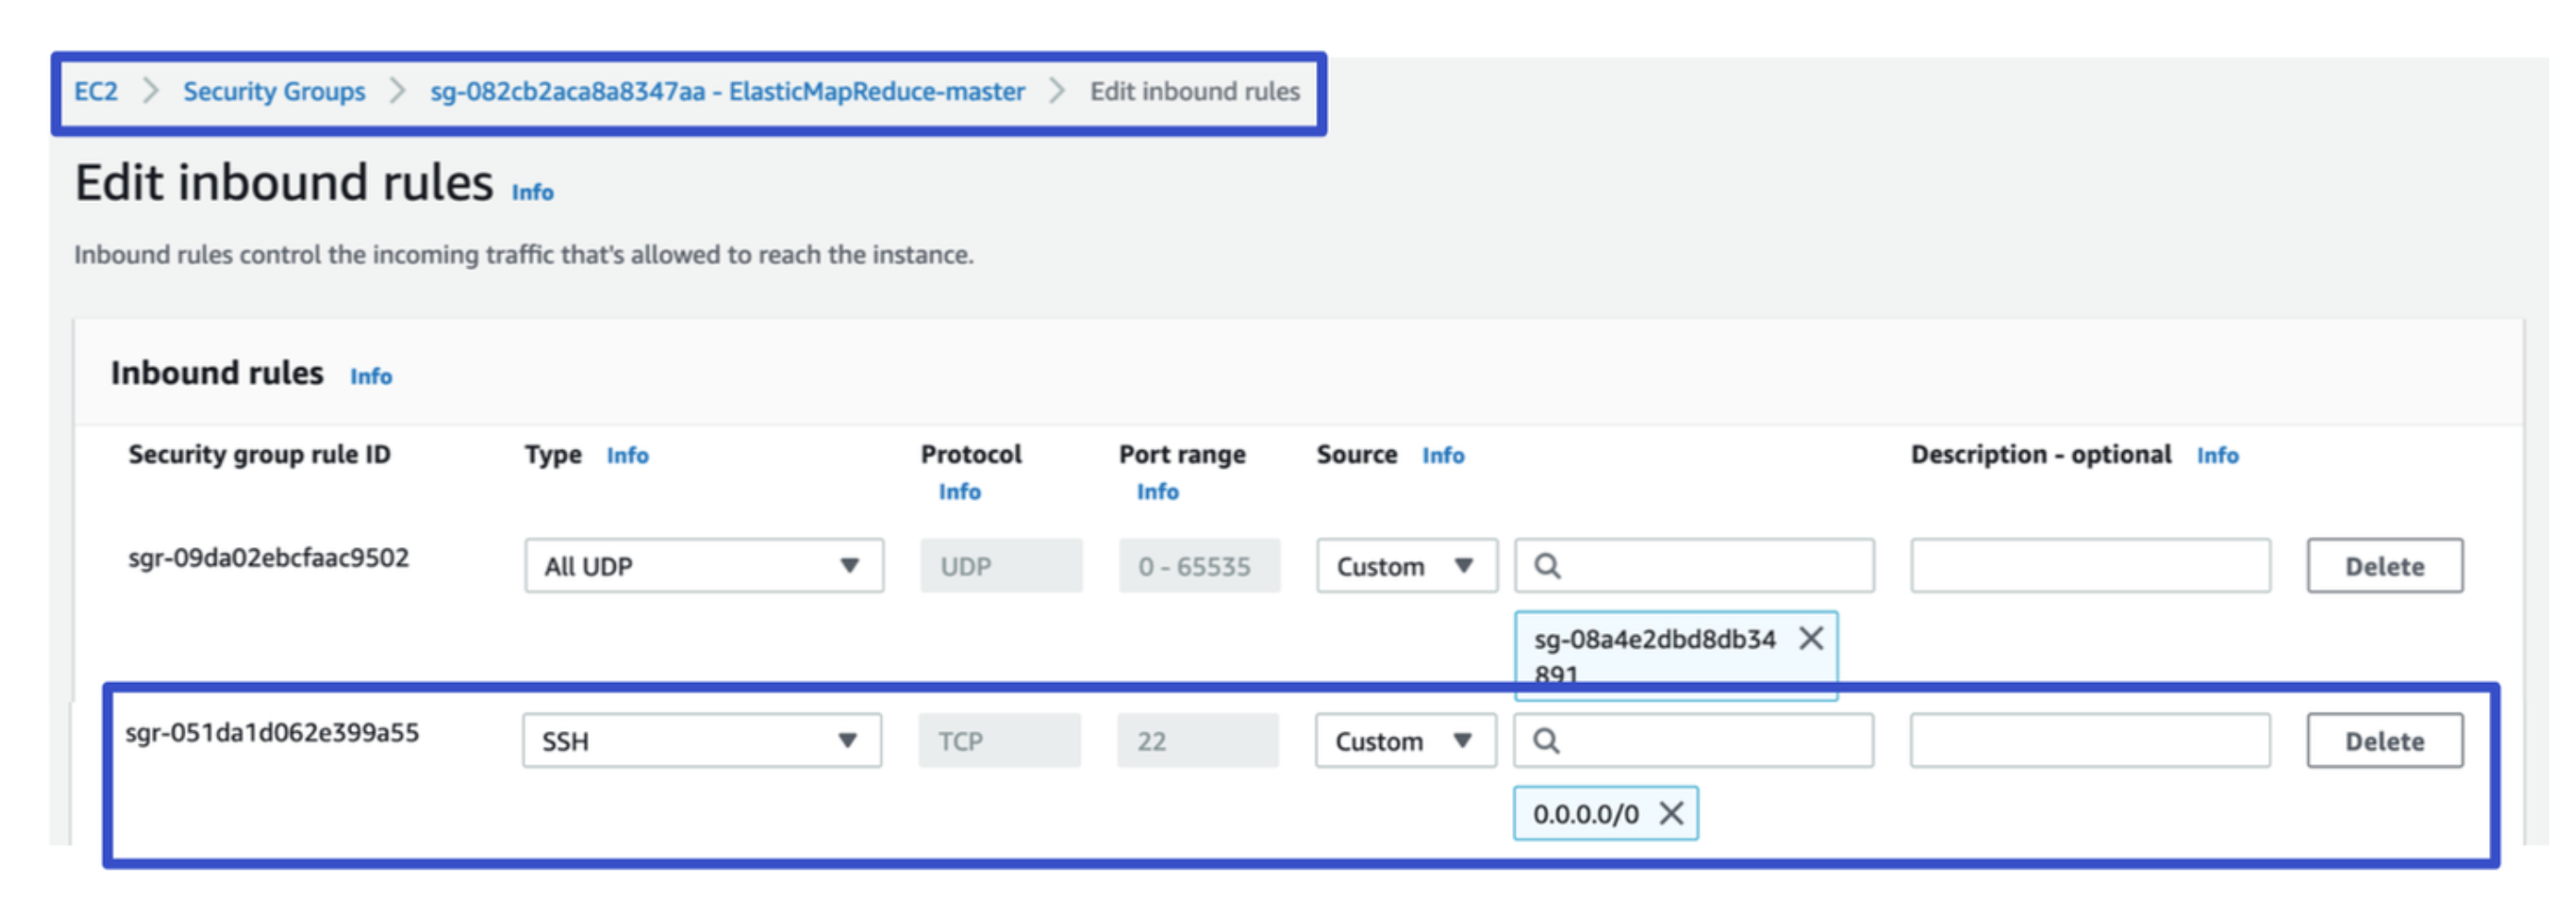 EC2 > Security Groups > sg-082cb2aca8a8347aa - ElasticMapReduce-master > Edit inbound rules
Edit inbound rules Info
Inbound rules control the incoming traffic that's allowed to reach the instance.
Inbound rules Info
Security group rule ID Type Info Protocol Port range Source Info Description - optional Info
Info Info
sgr-09da02ebcfaac9502 All UDP UDP 0 - 65535 Custom Delete
sg-08a4e2dbd8db34
891
sgr-051da1d062e399a55 SSH TCP 22 Custom Delete
0.0.0.0/0